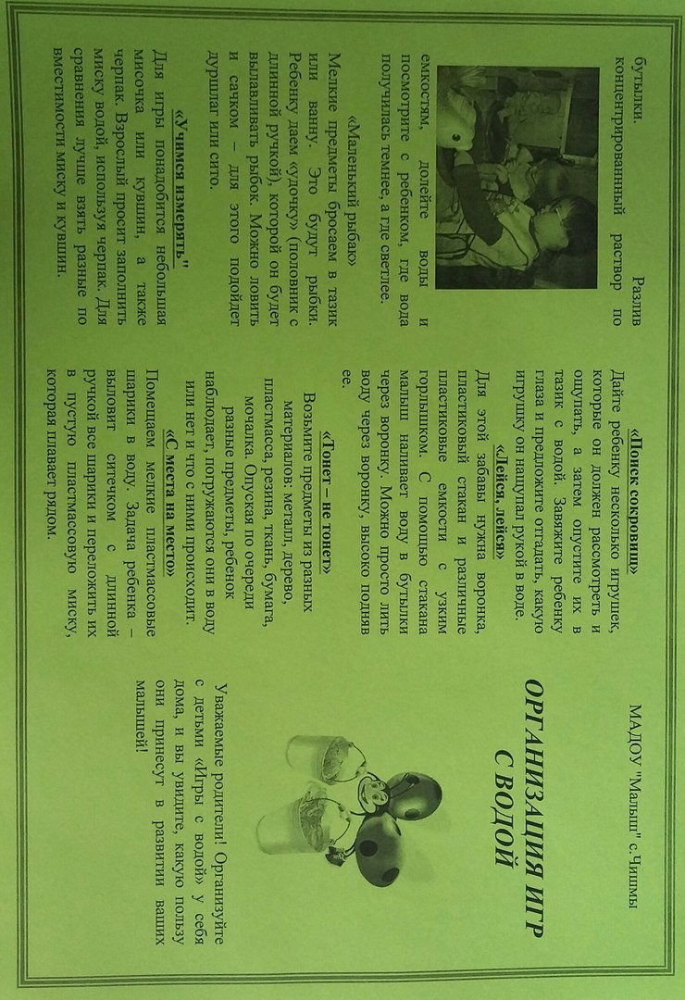 Разлив
концентрированнный раствор по
бутылки.
емкостям, долейте воды и
посмотрите с ребенком, где вода
получилась темнее, а где светлее.
«Маленький рыбак»
Мелкие предметы бросаем в тазик
или ванну. Это будут рыбки.
Ребенку даем «удочку» (половник с
длинной ручкой), которой он будет
вылавливать рыбок. Можно ловить
и сачком – для этого подойдет
дуршлаг или сито.
«Учимся измерять"
Для игры понадобится небольшая
мисочка или кувшин, а также
черпак. Взрослый просит заполнить
миску водой, используя черпак. Для
сравнения лучше взять разные по
вместимости миску и кувшин.
«Поиск сокровищ»
Дайте ребенку несколько игрушек,
которые он должен рассмотреть и
ощупать, а затем опустите их в
тазик с водой. Завяжите ребенку
глаза и предложите отгадать, какую
игрушку он нащупал рукой в воде.
«Лейся, лейся»
Для этой забавы нужна воронка,
пластиковый стакан и различные
пластиковые емкости с узким
горлышком. С помощью стакана
малыш наливает воду в бутылки
через воронку. Можно просто лить
воду через воронку, высоко подняв
ее.
«Тонет – не тонет»
Возьмите предметы из разных
материалов: металл, дерево,
пластмасса, резина, ткань, бумага,
мочалка. Опуская по очереди
разные предметы, ребенок
наблюдает, погружаются они в воду
или нет и что с ними происходит.
«С места на место»
Помещаем мелкие пластмассовые
шарики в воду. Задача ребенка –
выловит ситечком с длинной
ручкой все шарики и переложить их
в пустую пластмассовую миску,
которая плавает рядом.
МАДОУ "Малыш" с.Чишмы
ОРГАНИЗАЦИЯ ИГР
С ВОДОЙ
Уважаемые родители! Организуйте
с детьми «Игры с водой» у себя
дома, и вы увидите, какую пользу
они принесут в развитии ваших
малышей!